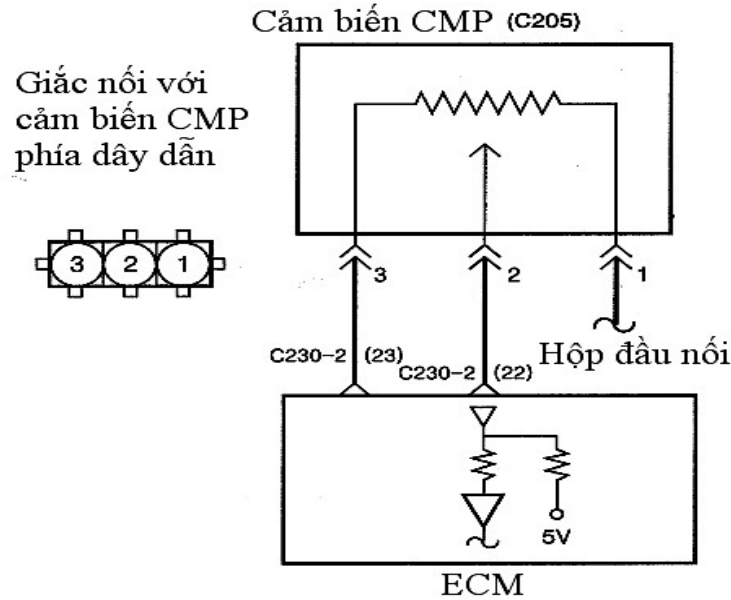 Cảm biến CMP (C205)
Giắc nối với
cảm biến CMP
phía dây dẫn
3 2 1
3 2 1
Hộp đầu nối
C230-2 (23) C230-2 (22)
5V
ECM